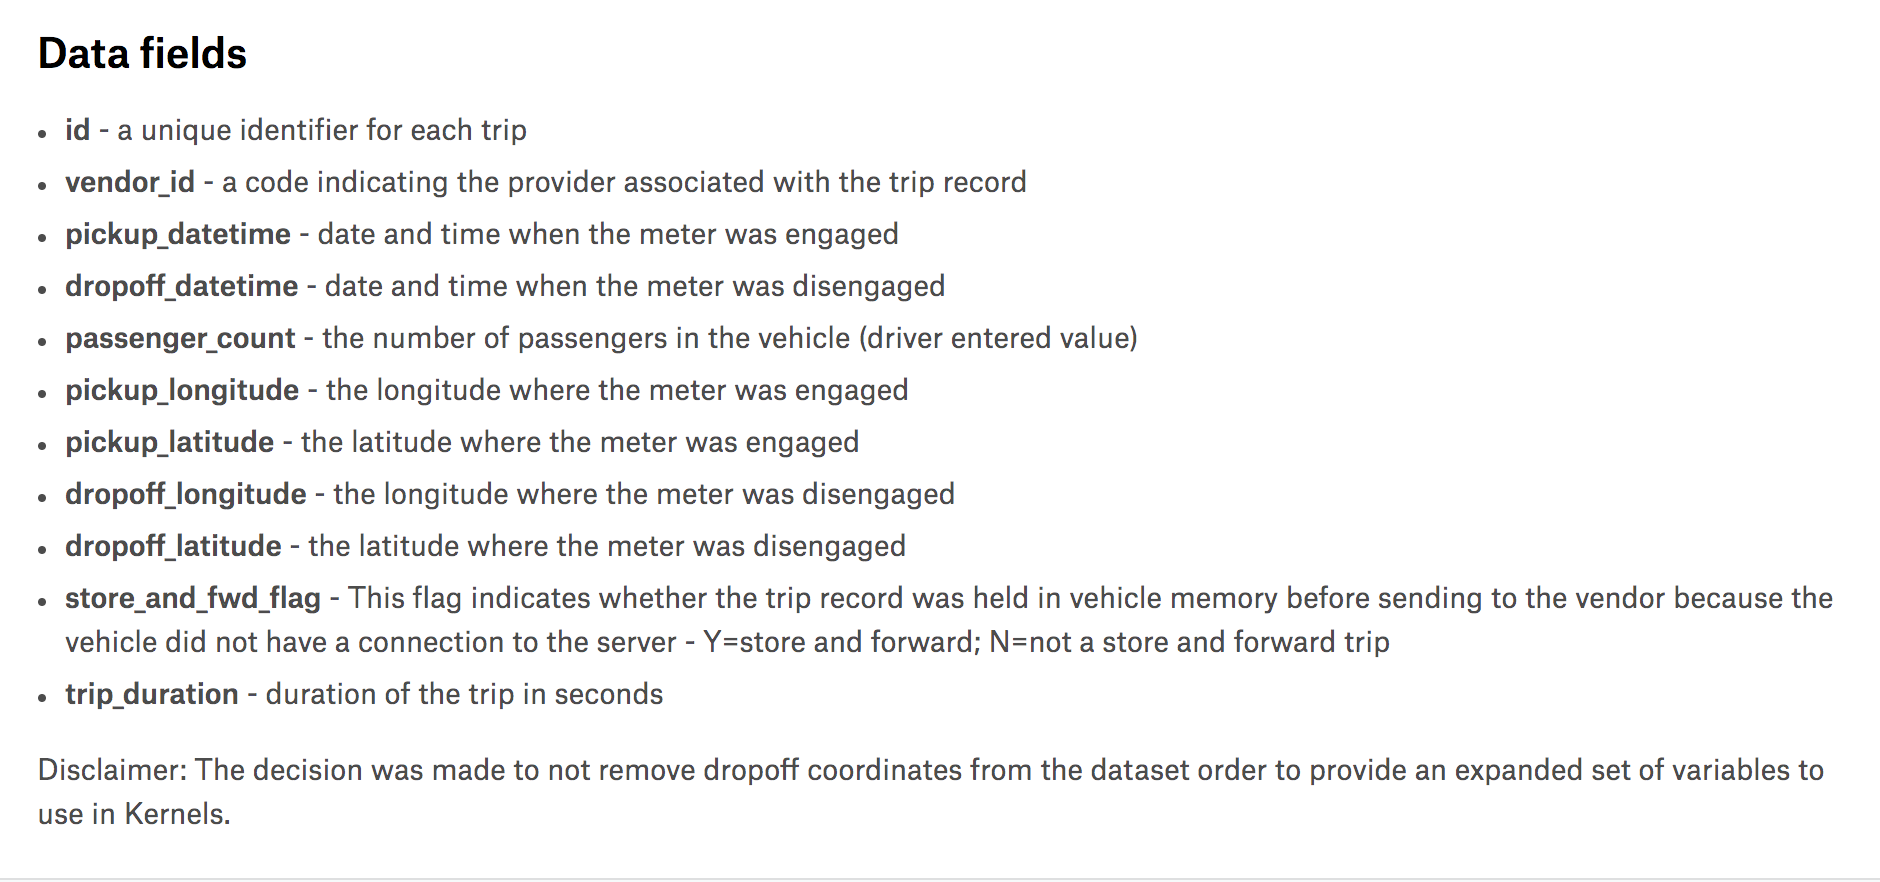 Data fields
• id - a unique identifier for each trip
• vendor_id - a code indicating the provider associated with the trip record
• pickup_datetime - date and time when the meter was engaged
• dropoff_datetime - date and time when the meter was disengaged
• passenger_count - the number of passengers in the vehicle (driver entered value)
• pickup_longitude - the longitude where the meter was engaged
• pickup_latitude - the latitude where the meter was engaged
• dropoff_longitude - the longitude where the meter was disengaged
• dropoff_latitude - the latitude where the meter was disengaged
• store_and_fwd_flag - This flag indicates whether the trip record was held in vehicle memory before sending to the vendor because the
vehicle did not have a connection to the server - Y=store and forward; N=not a store and forward trip
• trip_duration - duration of the trip in seconds
Disclaimer: The decision was made to not remove dropoff coordinates from the dataset order to provide an expanded set of variables to
use in Kernels.